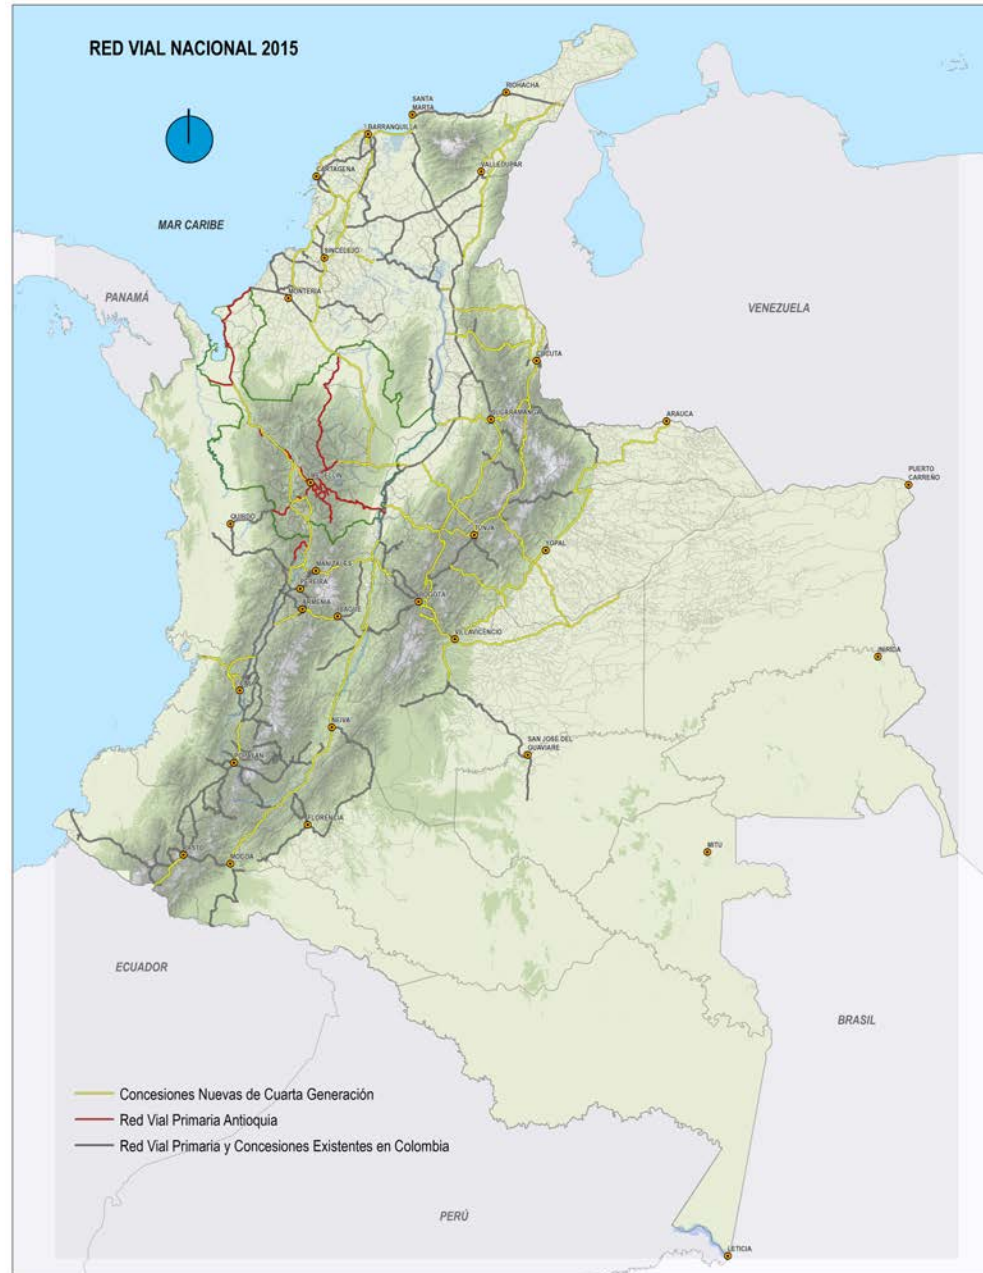 RED VIAL NACIONAL 2015
RIOHACHA
SANTA
MARTA
BARRANQUILLA
VALLEDUPAR
CARTAGENA
MAR CARIBE
SINCELEJO
PANAMÁ
MONTERIA
VENEZUELA
CUCUTA
BUCARAMANGA
ARAUCA
PUERTO
CARREÑO
QUIBDO
TUNJA
YOPAL
MANIZALES
PEREIRA
BOGOTA
ARMENIA
IBAGUE
VILLAVICENCIO
INIRIDA
NEIVA
SAN JOSE DEL
GUAVIARE
POPAYAN
FLORENCIA
MITU
PASTO
MOCOA
ECUADOR
BRASIL
Concesiones Nuevas de Cuarta Generación
Red Vial Primaria Antioquia
Red Vial Primaria y Concesiones Existentes en Colombia
PERÚ
LETICIA